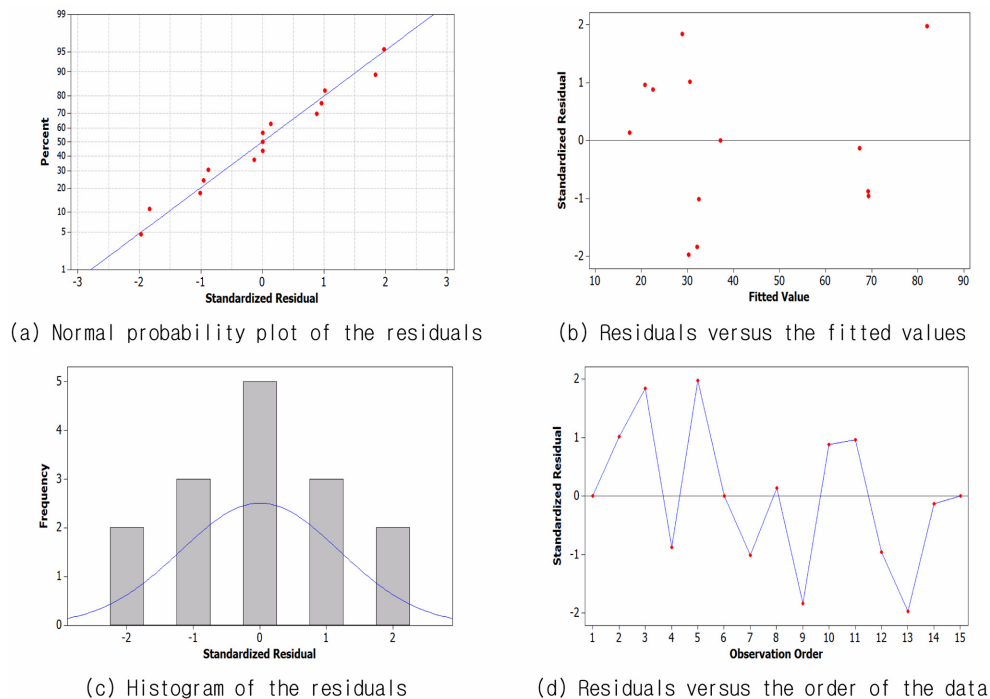 99
95
90
80
70
60
50
40
30
20
10
5
1
Percent
-3 -2 -1 0 1 2 3
Standardized Residual
(a) Normal probability plot of the residuals
2
1
0
-1
-2
Standardized Residual
10 20 30 40 50 60 70 80 90
Fitted Value
(b) Residuals versus the fitted values
5
4
3
2
1
0
Frequency
-2 -1 0 1 2
Standardized Residual
(c) Histogram of the residuals
2
1
0
-1
-2
Standardized Residual
1 2 3 4 5 6 7 8 9 10 11 12 13 14 15
Observation Order
(d) Residuals versus the order of the data